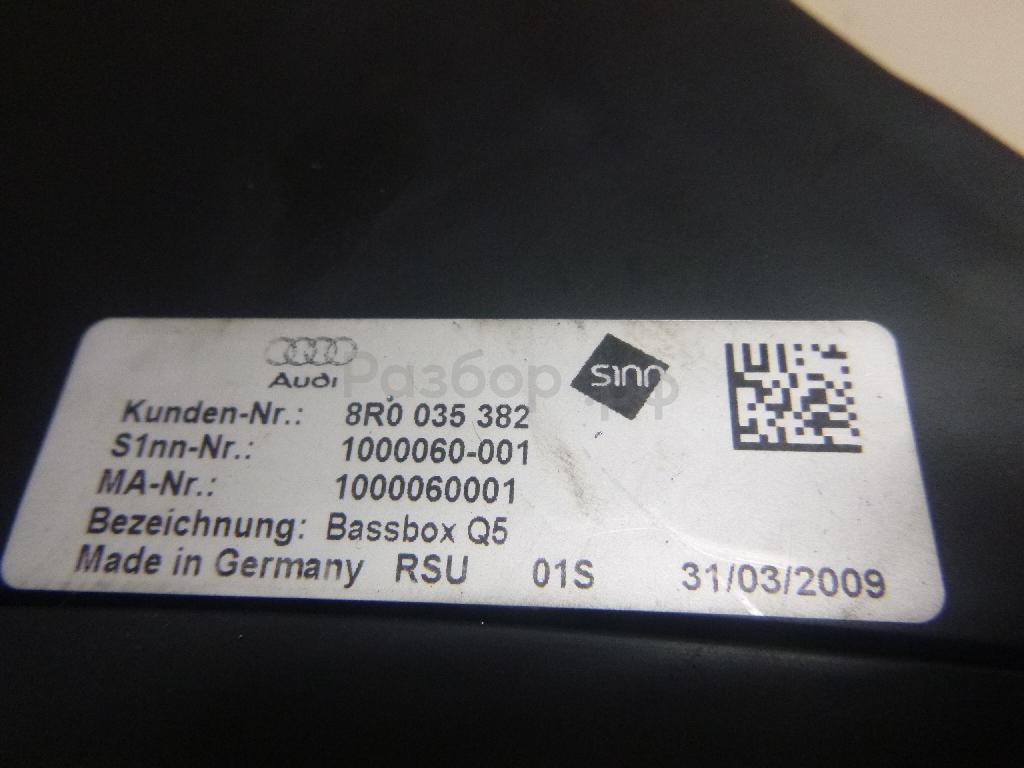 Audi
s1nn
Разбор.рф
Kunden-Nr.: 8R0 035 382
S1nn-Nr.: 1000060-001
MA-Nr.: 1000060001
Bezeichnung: Bassbox Q5
Made in Germany RSU 01S 31/03/2009